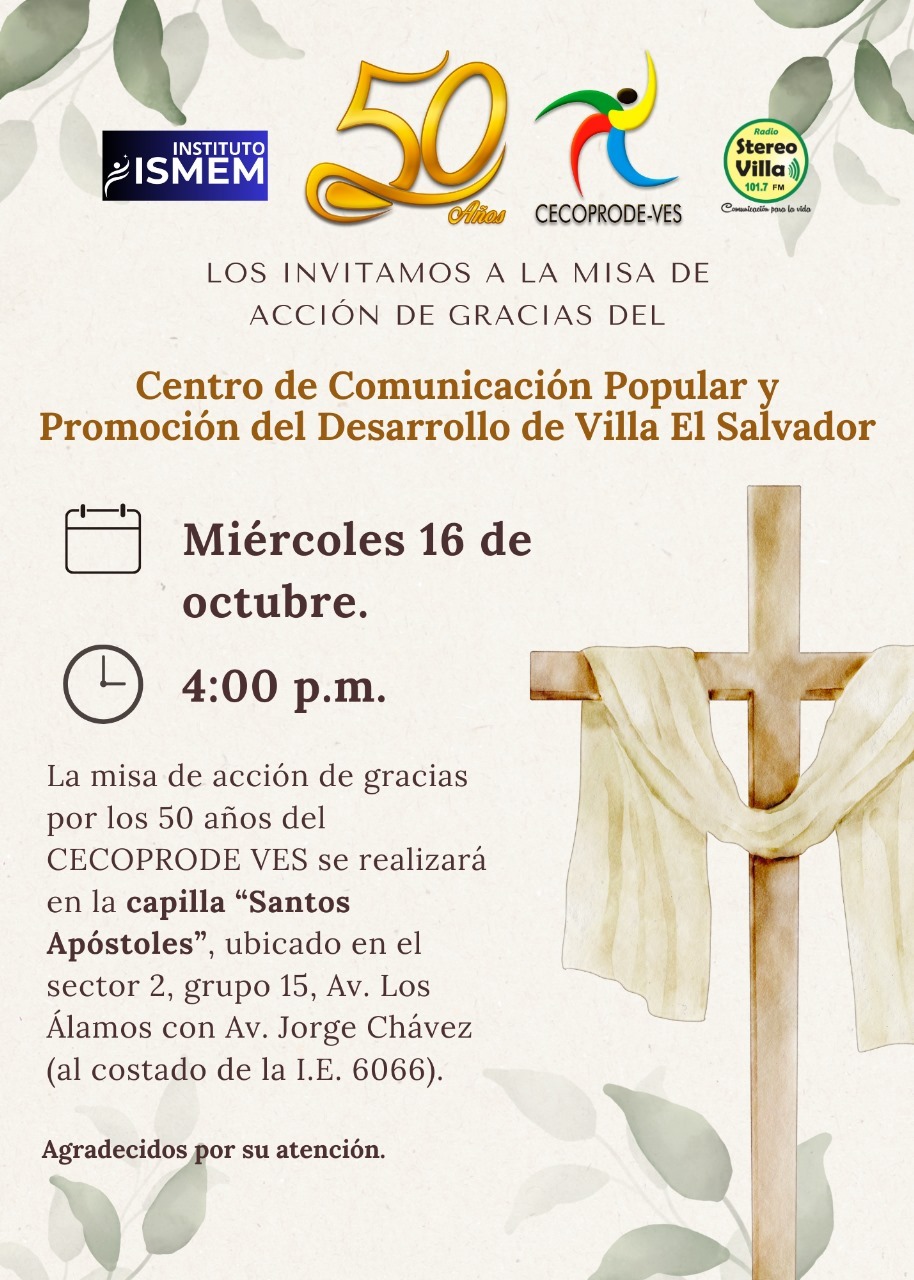 INSTITUTO
ISMEM
50
Años
CECOPRODE-VES
Radio
Stereo
Villa
101.7 FM
Comunicación para la vida
LOS INVITAMOS A LA MISA DE
ACCIÓN DE GRACIAS DEL
Centro de Comunicación Popular y
Promoción del Desarrollo de Villa El Salvador
Miércoles 16 de
octubre.
4:00 p.m.
La misa de acción de gracias
por los 50 años del
CECOPRODE VES se realizará
en la capilla “Santos
Apóstoles”, ubicado en el
sector 2, grupo 15, Av. Los
Álamos con Av. Jorge Chávez
(al costado de la I.E. 6066).
Agradecidos por su atención.